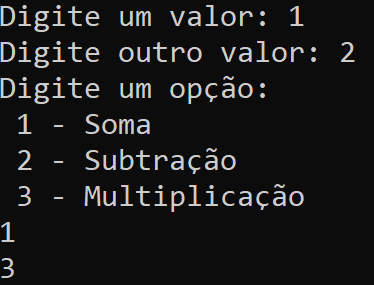 Digite um valor: 1
Digite outro valor: 2
Digite um opção:
1 - Soma
2 - Subtração
3 - Multiplicação
1
3